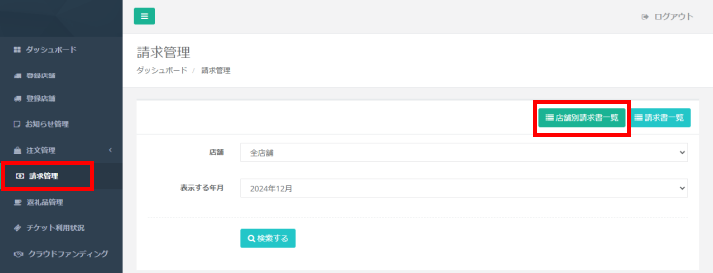 ログアウト
ダッシュボード
登録店舗
登録店舗
お知らせ管理
注文管理
請求管理
返礼品管理
チケット利用状況
クラウドファンディング
請求管理
ダッシュボード / 請求管理
店舗別請求書一覧 請求書一覧
店舗 全店舗
表示する年月 2024年12月
検索する